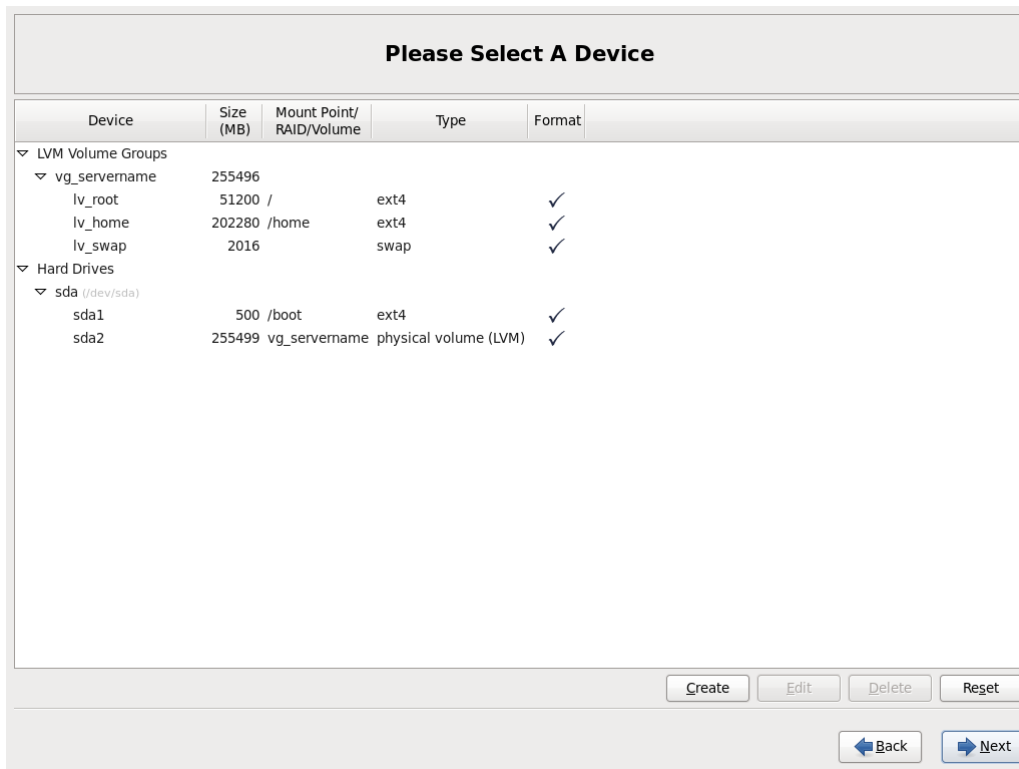 Please Select A Device
Device Size (MB) Mount Point/ RAID/Volume Type Format
LVM Volume Groups
vg_servername 255496
lv_root 51200 / ext4
lv_home 202280 /home ext4
lv_swap 2016 swap
Hard Drives
sda (/dev/sda)
sda1 500 /boot ext4
sda2 255499 vg_servername physical volume (LVM)
Create Edit Delete Reset
Back Next